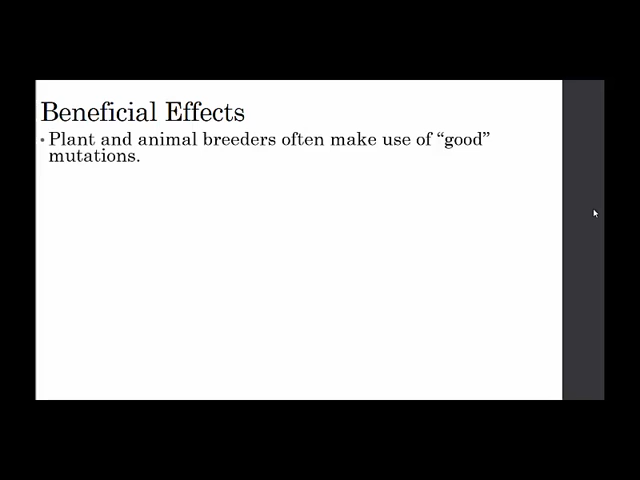 Beneficial Effects
• Plant and animal breeders often make use of “good”
mutations.